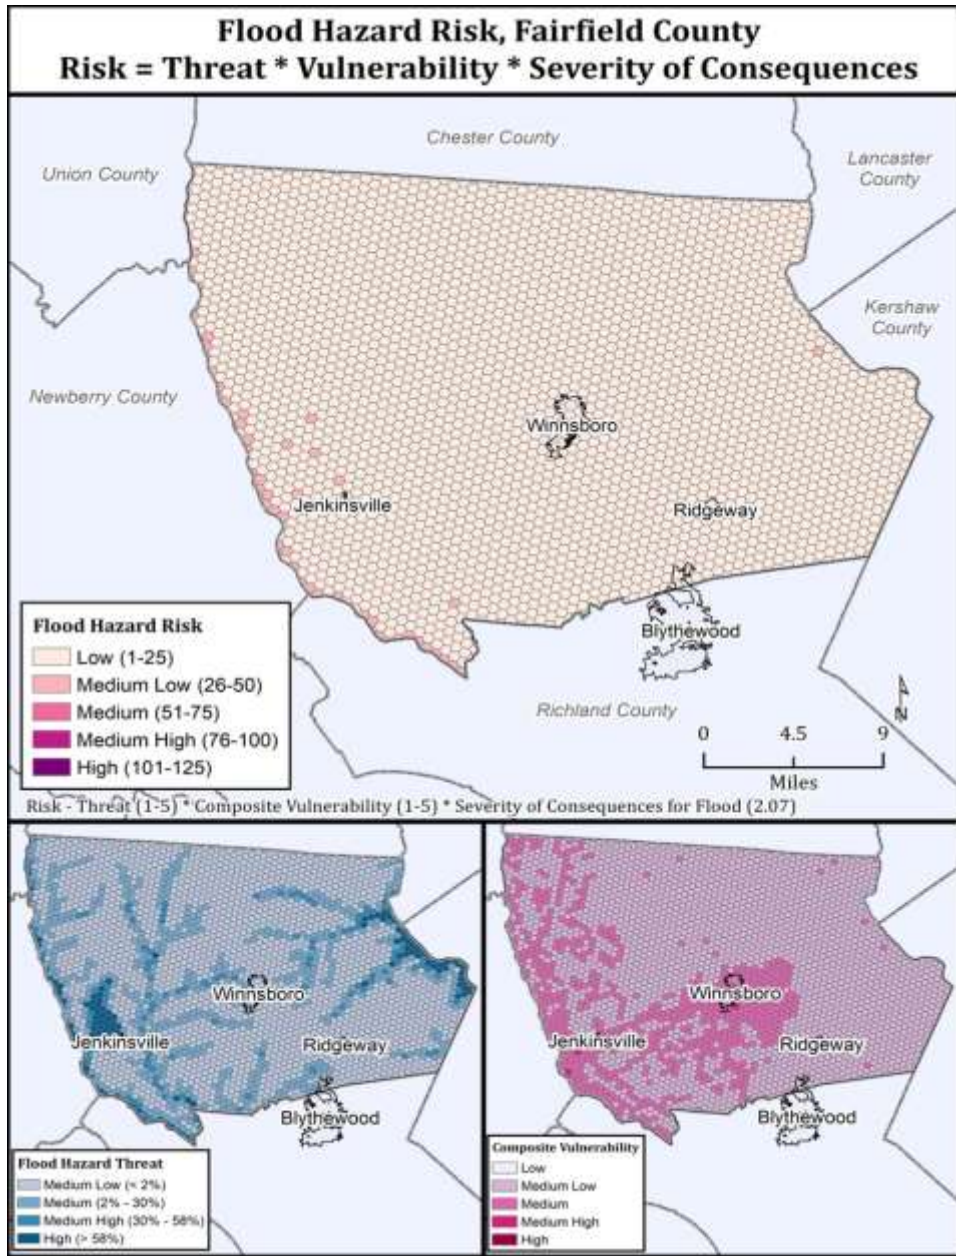 Flood Hazard Risk, Fairfield County
Risk = Threat * Vulnerability * Severity of Consequences
Chester County
Union County
Lancaster
County
Kershaw
County
Newberry County
Winnsboro
Jenkinsville
Ridgeway
Blythewood
Richland County
Flood Hazard Risk
Low (1-25)
Medium Low (26-50)
Medium (51-75)
Medium High (76-100)
High (101-125)
N
0 4.5 9
Miles
Risk - Threat (1-5) * Composite Vulnerability (1-5) * Severity of Consequences for Flood (2.07)
Winnsboro
Jenkinsville
Ridgeway
Blythewood
Flood Hazard Threat
Medium Low (< 2%)
Medium (2% - 30%)
Medium High (30% - 58%)
High (> 58%)
Winnsboro
Jenkinsville
Ridgeway
Blythewood
Composite Vulnerability
Low
Medium Low
Medium
Medium High
High